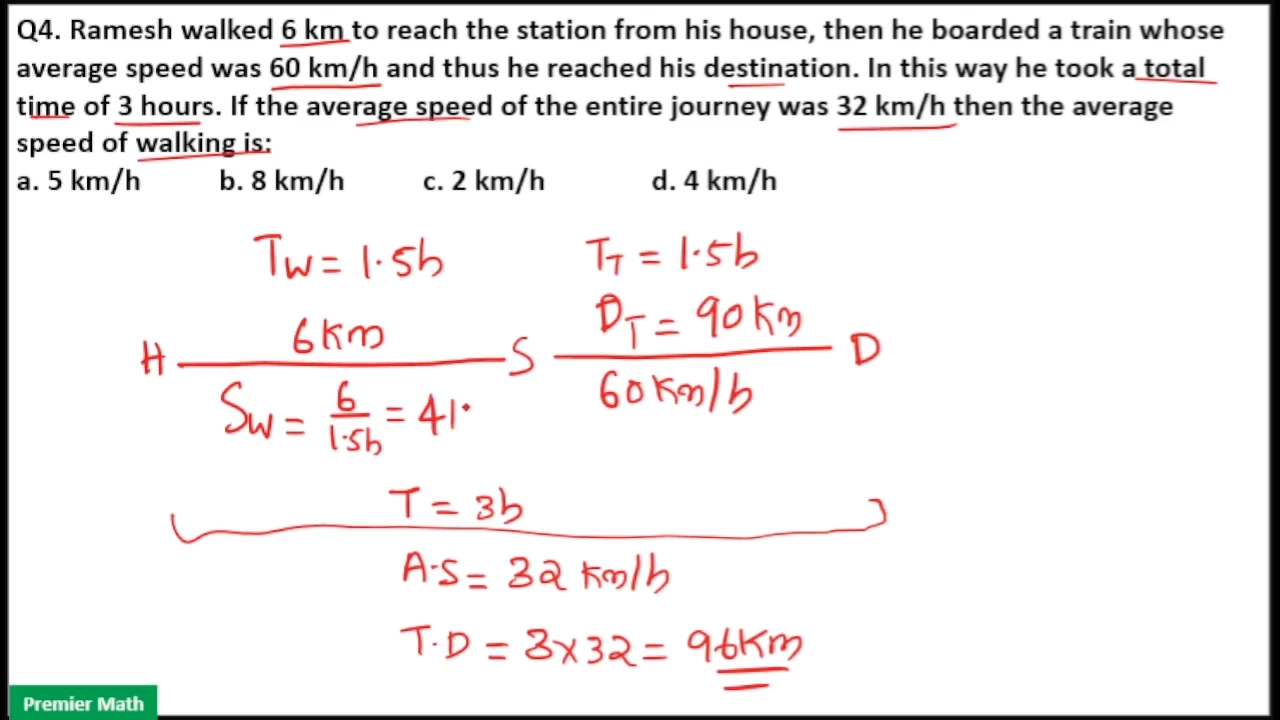 Q4. Ramesh walked 6 km to reach the station from his house, then he boarded a train whose
average speed was 60 km/h and thus he reached his destination. In this way he took a total
time of 3 hours. If the average speed of the entire journey was 32 km/h then the average
speed of walking is:
a. 5 km/h b. 8 km/h c. 2 km/h d. 4 km/h
Tw = 1.5h TT = 1.5h
6 Km DT = 90 Km
H S D
Sw = 6/1.5h = 41. 60 Km/h
T = 3h
A.S = 32 Km/h
T.D = 3x32 = 96Km
Premier Math